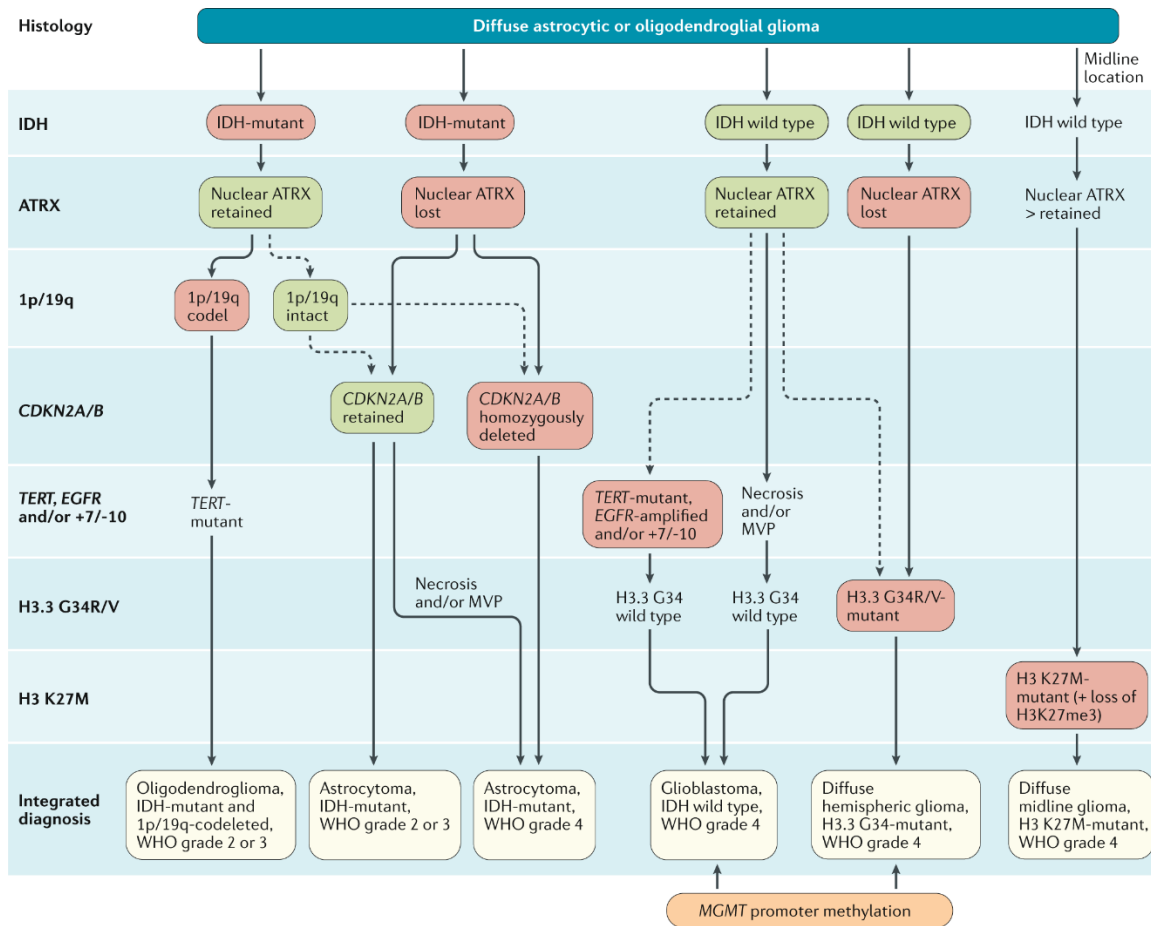 Histology
Diffuse astrocytic or oligodendroglial glioma
Midline
location
IDH
IDH-mutant
IDH-mutant
IDH wild type
IDH wild type
IDH wild type
ATRX
Nuclear ATRX
retained
Nuclear ATRX
lost
Nuclear ATRX
retained
Nuclear ATRX
lost
Nuclear ATRX
> retained
1p/19q
1p/19q
codel
1p/19q
intact
CDKN2A/B
CDKN2A/B
retained
CDKN2A/B
homozygously
deleted
TERT, EGFR
and/or +7/-10
TERT-
mutant
TERT-mutant,
EGFR-amplified
and/or +7/-10
Necrosis
and/or
MVP
H3.3 G34R/V
Necrosis
and/or MVP
H3.3 G34
wild type
H3.3 G34
wild type
H3.3 G34R/V-
mutant
H3 K27M
H3 K27M-
mutant (+ loss of
H3K27me3)
Integrated
diagnosis
Oligodendroglioma,
IDH-mutant and
1p/19q-codeleted,
WHO grade 2 or 3
Astrocytoma,
IDH-mutant,
WHO grade 2 or 3
Astrocytoma,
IDH-mutant,
WHO grade 4
Glioblastoma,
IDH wild type,
WHO grade 4
Diffuse
hemispheric glioma,
H3.3 G34-mutant,
WHO grade 4
Diffuse
midline glioma,
H3 K27M-mutant,
WHO grade 4
MGMT promoter methylation